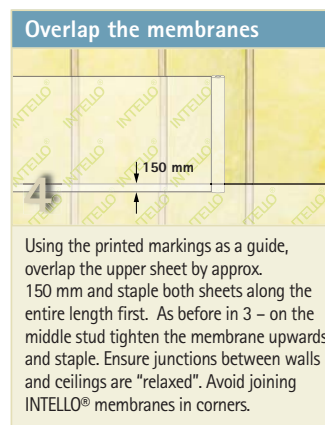 Overlap the membranes
INTELLO®
INTELLO®
INTELLO®
INTELLO®
150 mm
4
Using the printed markings as a guide,
overlap the upper sheet by approx.
150 mm and staple both sheets along the
entire length first. As before in 3 – on the
middle stud tighten the membrane upwards
and staple. Ensure junctions between walls
and ceilings are “relaxed”. Avoid joining
INTELLO® membranes in corners.